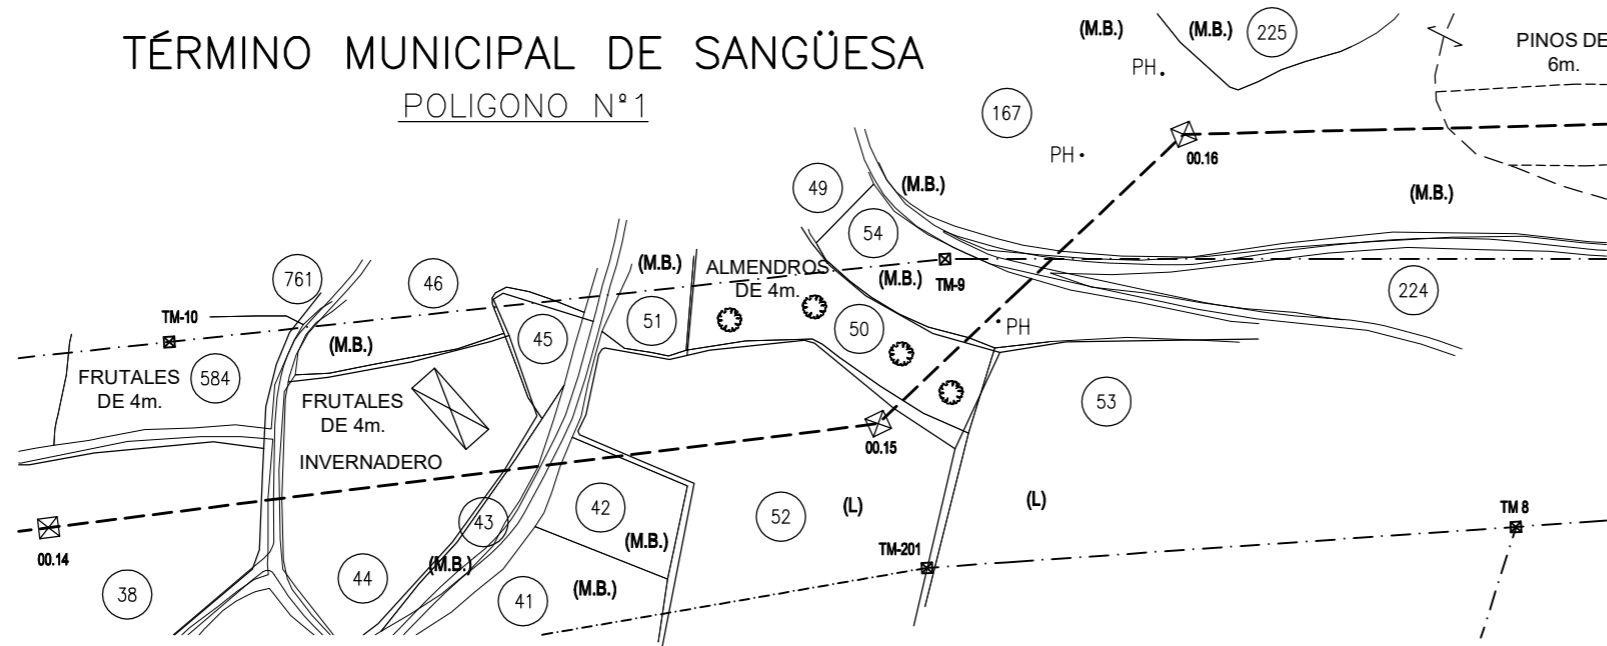 TÉRMINO MUNICIPAL DE SANGÜESA
POLIGONO Nº1
(M.B.)
(M.B.)
225
PINOS DE
6m.
PH.
167
PH
00.16
49
(M.B.)
(M.B.)
54
761
46
(M.B.)
ALMENDROS
DE 4m.
(M.B.)
TM-9
224
TM-10
51
50
PH
45
(M.B.)
FRUTALES
DE 4m.
584
FRUTALES
DE 4m.
53
INVERNADERO
00.15
00.14
43
42
52
(L)
(L)
TM 8
(M.B.)
TM-201
(M.B.)
38
44
41
(M.B.)